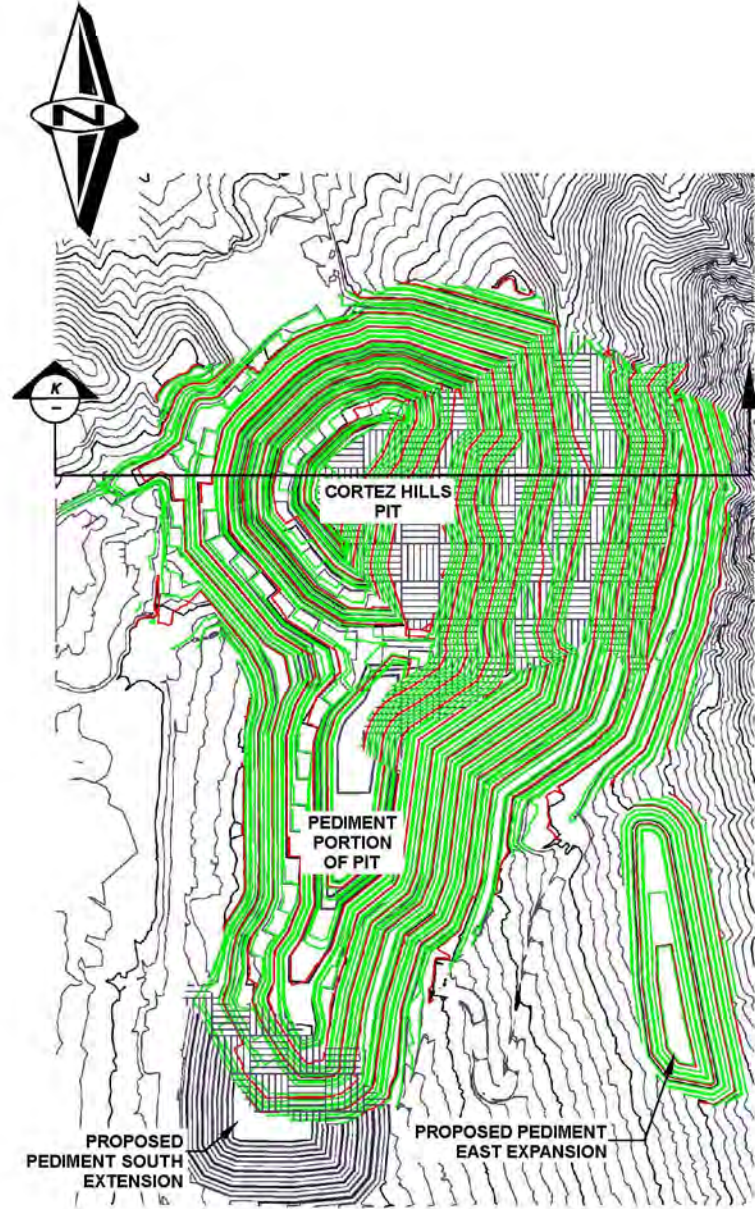 N
K
–
CORTEZ HILLS
PIT
PEDIMENT
PORTION
OF PIT
PROPOSED
PEDIMENT SOUTH
EXTENSION
PROPOSED PEDIMENT
EAST EXPANSION